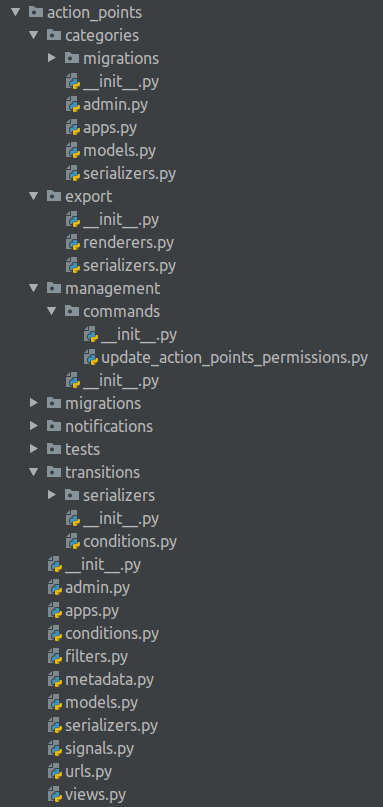 action_points
categories
migrations
__init__.py
admin.py
apps.py
models.py
serializers.py
export
__init__.py
renderers.py
serializers.py
management
commands
__init__.py
update_action_points_permissions.py
__init__.py
migrations
notifications
tests
transitions
serializers
__init__.py
conditions.py
__init__.py
admin.py
apps.py
conditions.py
filters.py
metadata.py
models.py
serializers.py
signals.py
urls.py
views.py